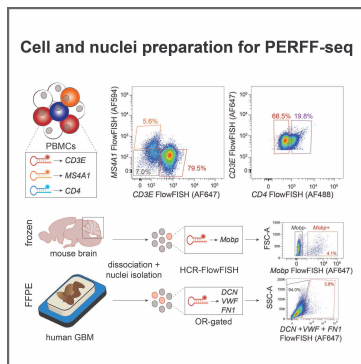 Cell and nuclei preparation for PERFF-seq
PBMCs
CD3E
MS4A1
CD4
MS4A1 FlowFISH (AF594)
5.6%
7.0%
79.5%
CD3E FlowFISH (AF647)
CD3E FlowFISH (AF647)
66.5% 19.8%
CD4 FlowFISH (AF488)
frozen
mouse brain
dissociation +
nuclei isolation
Mobp
HCR-FlowFISH
FSC-A
Mobp- Mobp+
4.1%
Mobp FlowFISH (AF647)
FFPE
human GBM
DCN
VWF
FN1
OR-gated
SSC-A
94.0%
3.8%
DCN +VWF + FN1
FlowFISH (AF647)